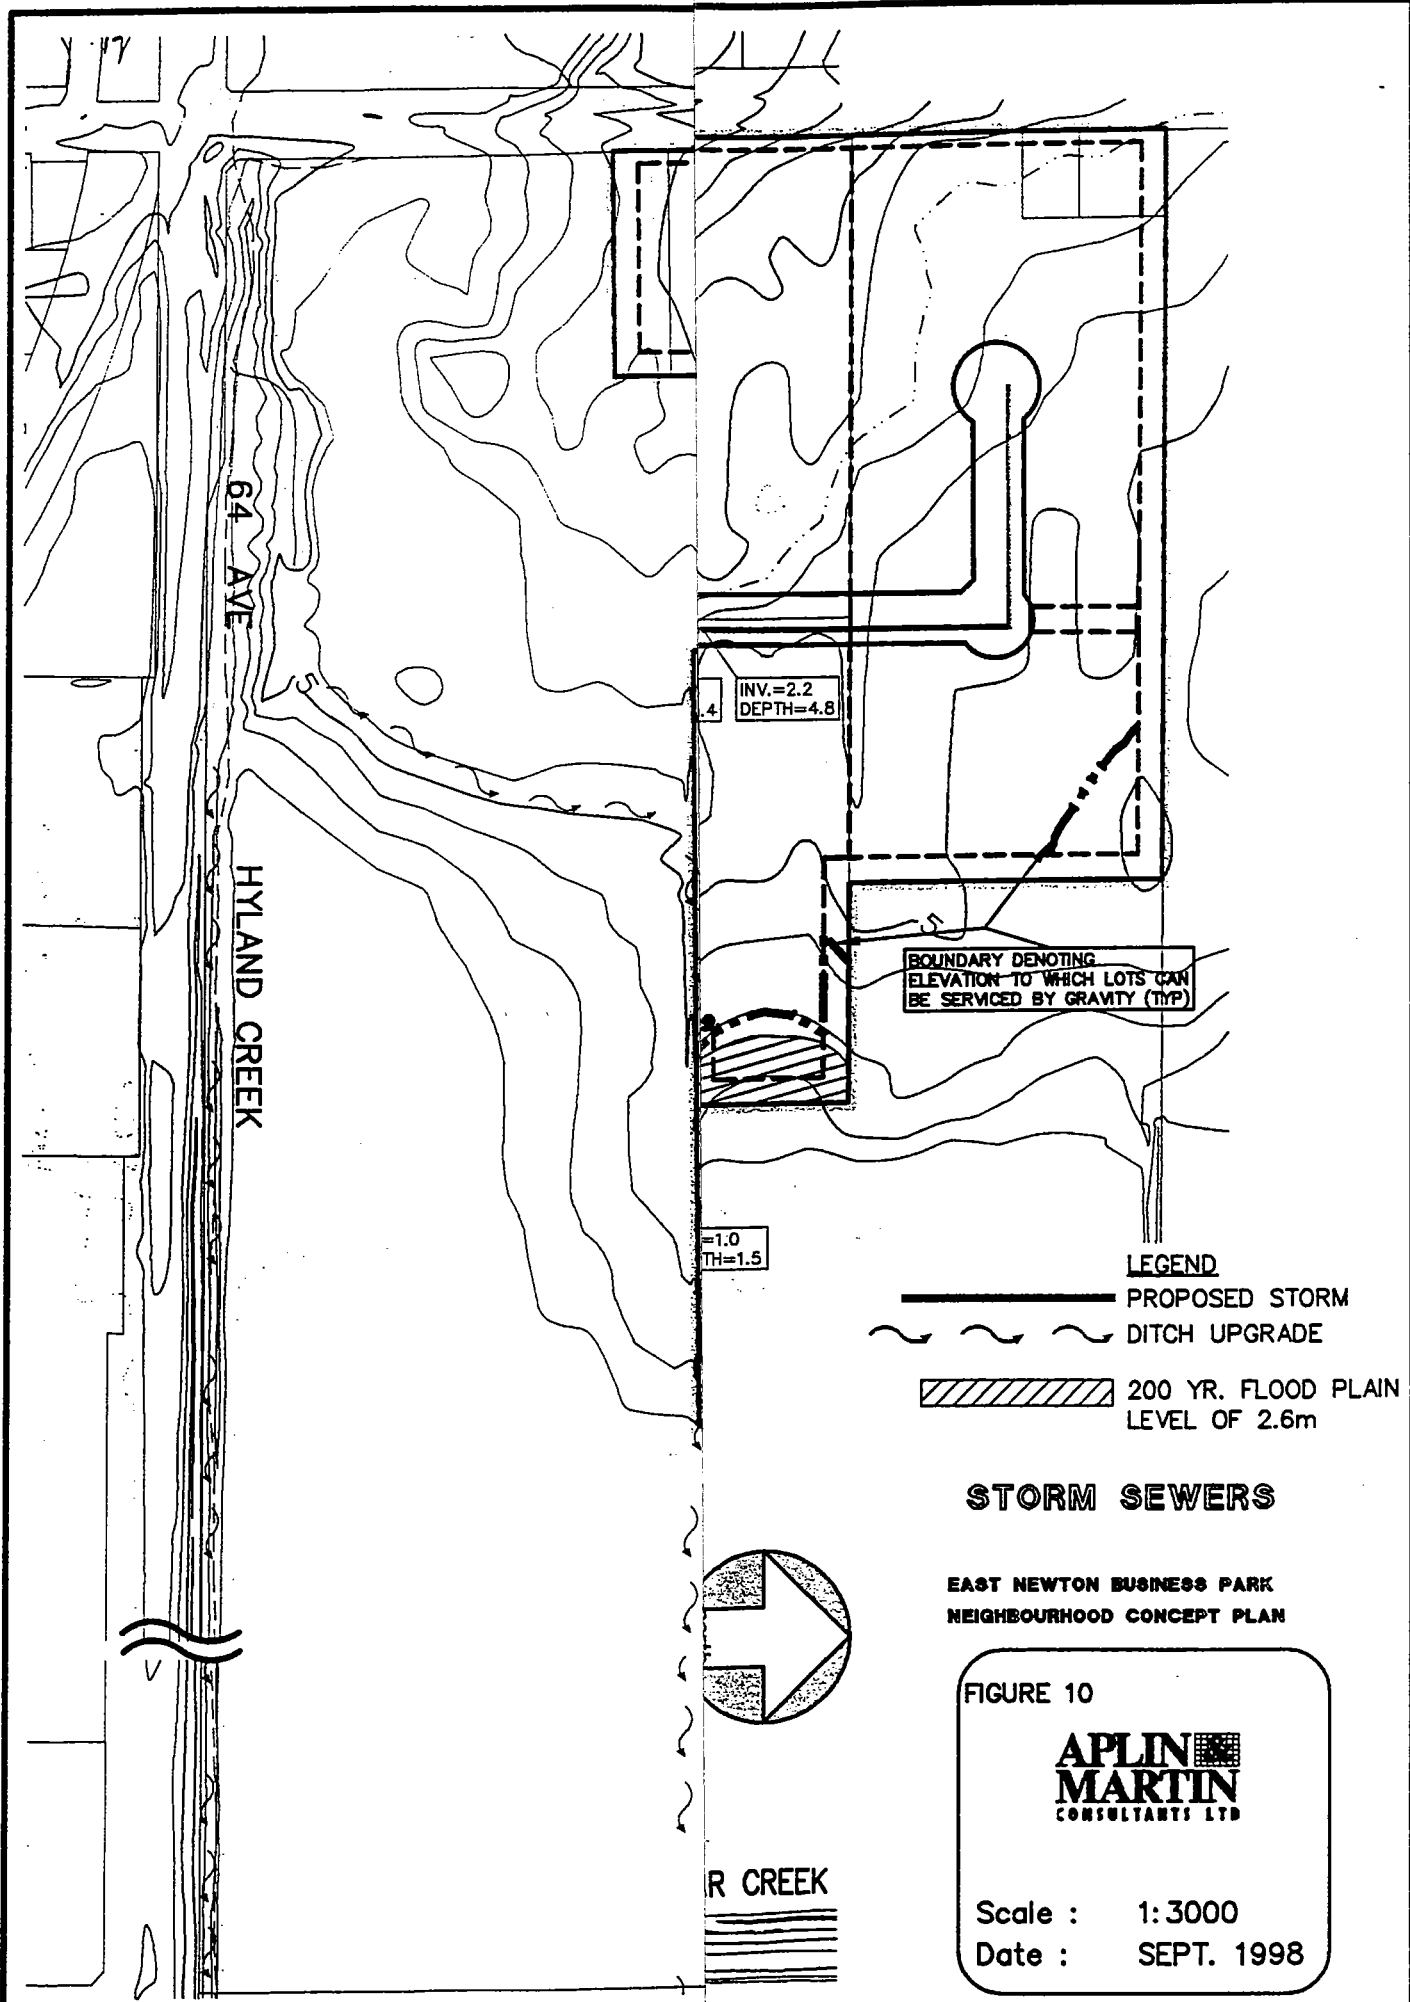 64 AVE
5
HYLAND CREEK
.4
INV.=2.2
DEPTH=4.8
5
BOUNDARY DENOTING
ELEVATION TO WHICH LOTS CAN
BE SERVICED BY GRAVITY (TYP)
=1.0
TH=1.5
LEGEND
PROPOSED STORM
DITCH UPGRADE
200 YR. FLOOD PLAIN
LEVEL OF 2.6m
STORM SEWERS
EAST NEWTON BUSINESS PARK
NEIGHBOURHOOD CONCEPT PLAN
FIGURE 10
APLIN &
MARTIN
CONSULTANTS LTD
R CREEK
Scale : 1:3000
Date : SEPT. 1998